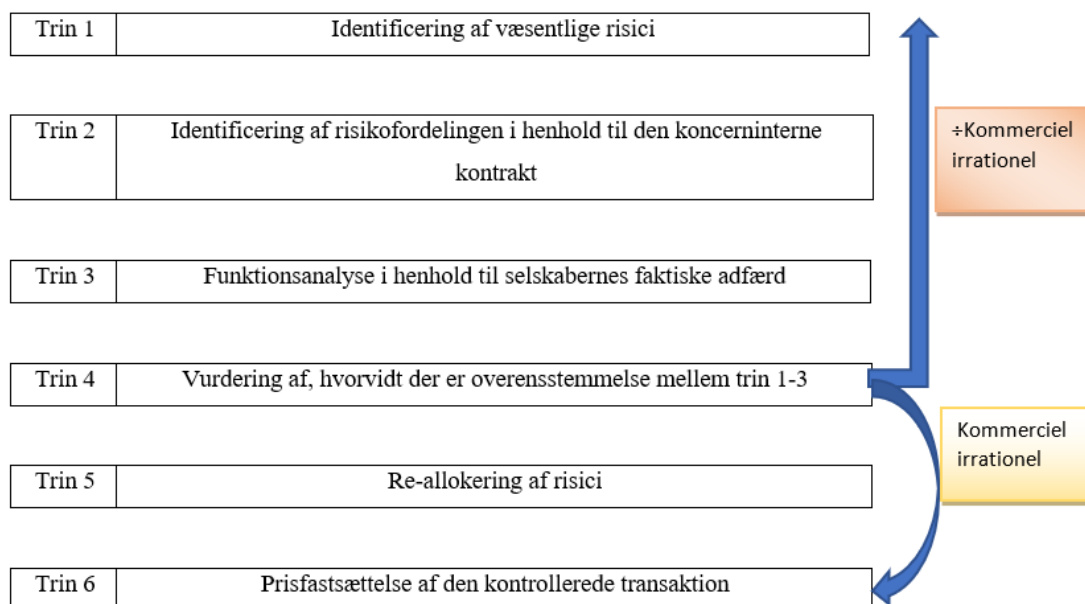 Trin 1 Identificering af væsentlige risici
÷Kommerciel
irrationel
Trin 2 Identificering af risikofordelingen i henhold til den koncerninterne
kontrakt
Trin 3 Funktionsanalyse i henhold til selskabernes faktiske adfærd
Trin 4 Vurdering af, hvorvidt der er overensstemmelse mellem trin 1-3
Kommerciel
irrationel
Trin 5 Re-allokering af risici
Trin 6 Prisfastsættelse af den kontrollerede transaktion